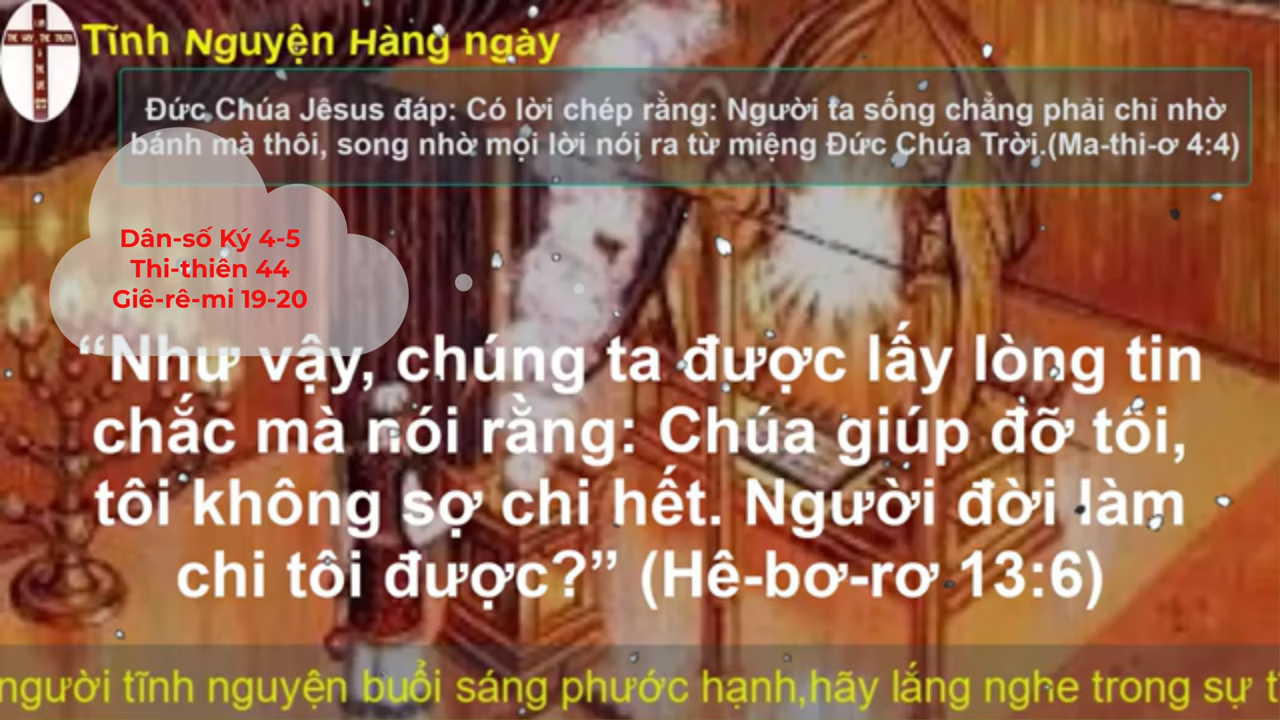 THE WAY THE TRUTH
Tĩnh Nguyện Hàng ngày
Đức Chúa Jêsus đáp: Có lời chép rằng: Người ta sống chẳng phải chỉ nhờ
bánh mà thôi, song nhờ mọi lời nói ra từ miệng Đức Chúa Trời.(Ma-thi-ơ 4:4)
Dân-số Ký 4-5
Thi-thiên 44
Giê-rê-mi 19-20
“Như vậy, chúng ta được lấy lòng tin
chắc mà nói rằng: Chúa giúp đỡ tôi,
tôi không sợ chi hết. Người đời làm
chi tôi được?” (Hê-bơ-rơ 13:6)
người tĩnh nguyện buổi sáng phước hạnh,hãy lắng nghe trong sự t